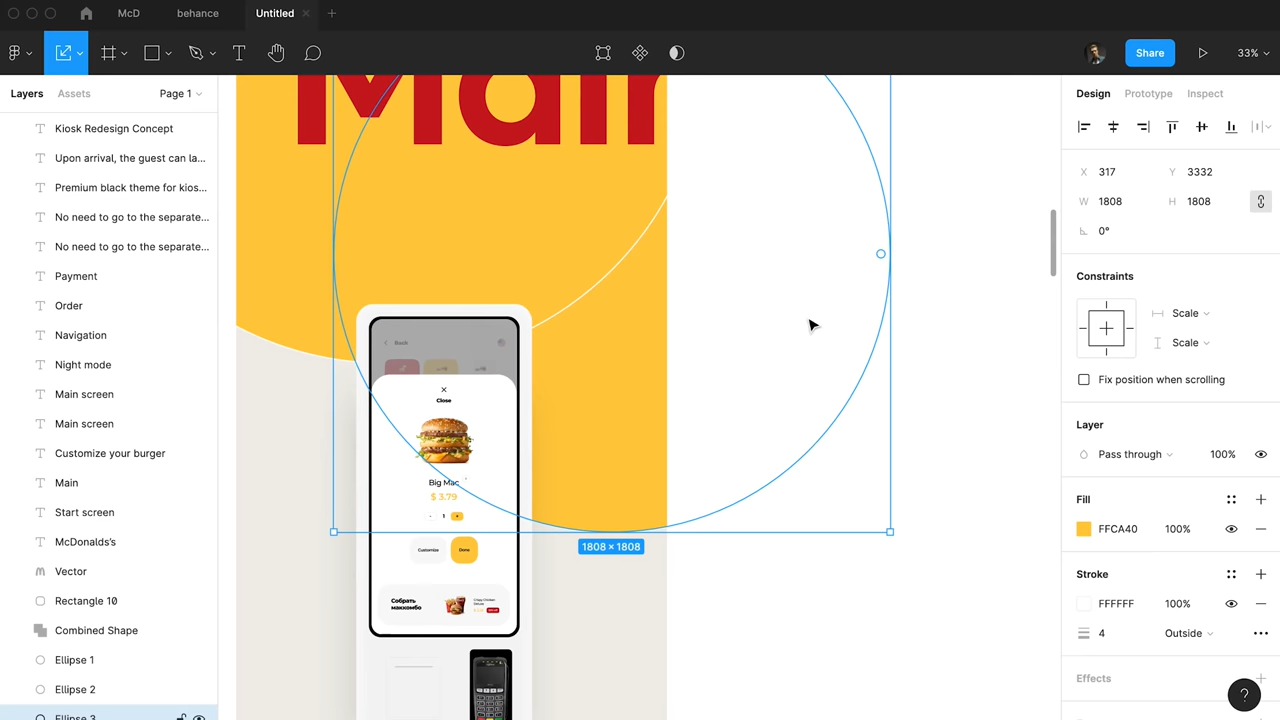 McD
behance
Untitled
Share
33%
Layers
Assets
Page 1
Design
Prototype
Inspect
Kiosk Redesign Concept
Upon arrival, the guest can la...
Premium black theme for kios...
No need to go to the separate...
No need to go to the separate...
Payment
Order
Navigation
Night mode
Main screen
Main screen
Customize your burger
Main
Start screen
McDonalds's
Vector
Rectangle 10
Combined Shape
Ellipse 1
Ellipse 2
Ellipse 3
Main
Back
Close
Big Mac
$ 3.79
- 1 +
Customize
Done
Собрать
маккомбо
Crispy Chicken
1808 × 1808
X 317
Y 3332
W 1808
H 1808
0°
Constraints
Scale
Scale
Fix position when scrolling
Layer
Pass through
100%
Fill
FFCA40
100%
Stroke
FFFFFF
100%
4
Outside
Effects
?